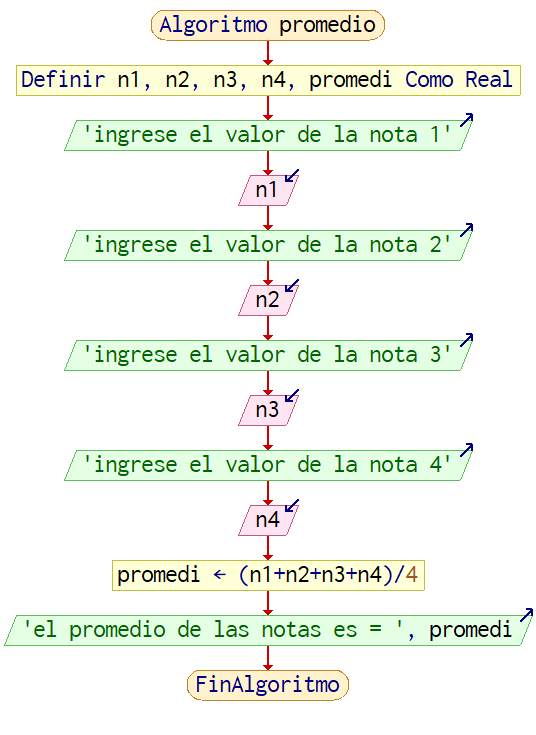 Algoritmo promedio
Definir n1, n2, n3, n4, promedi Como Real
'ingrese el valor de la nota 1'
n1
'ingrese el valor de la nota 2'
n2
'ingrese el valor de la nota 3'
n3
'ingrese el valor de la nota 4'
n4
promedi ← (n1+n2+n3+n4)/4
'el promedio de las notas es = ', promedi
FinAlgoritmo